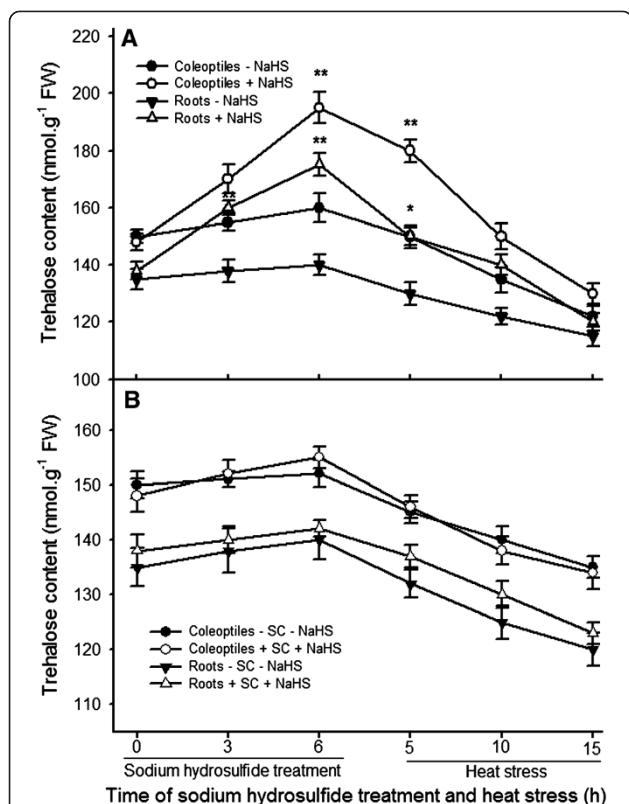 A
Coleoptiles - NaHS
Coleoptiles + NaHS
Roots - NaHS
Roots + NaHS
Trehalose content (nmol.g⁻¹ FW)
220
200
180
160
140
120
100
**
**
**
**
*
B
Coleoptiles - SC - NaHS
Coleoptiles + SC + NaHS
Roots - SC - NaHS
Roots + SC + NaHS
Trehalose content (nmol.g⁻¹ FW)
160
150
140
130
120
110
0 3 6 5 10 15
Sodium hydrosulfide treatment Heat stress
Time of sodium hydrosulfide treatment and heat stress (h)